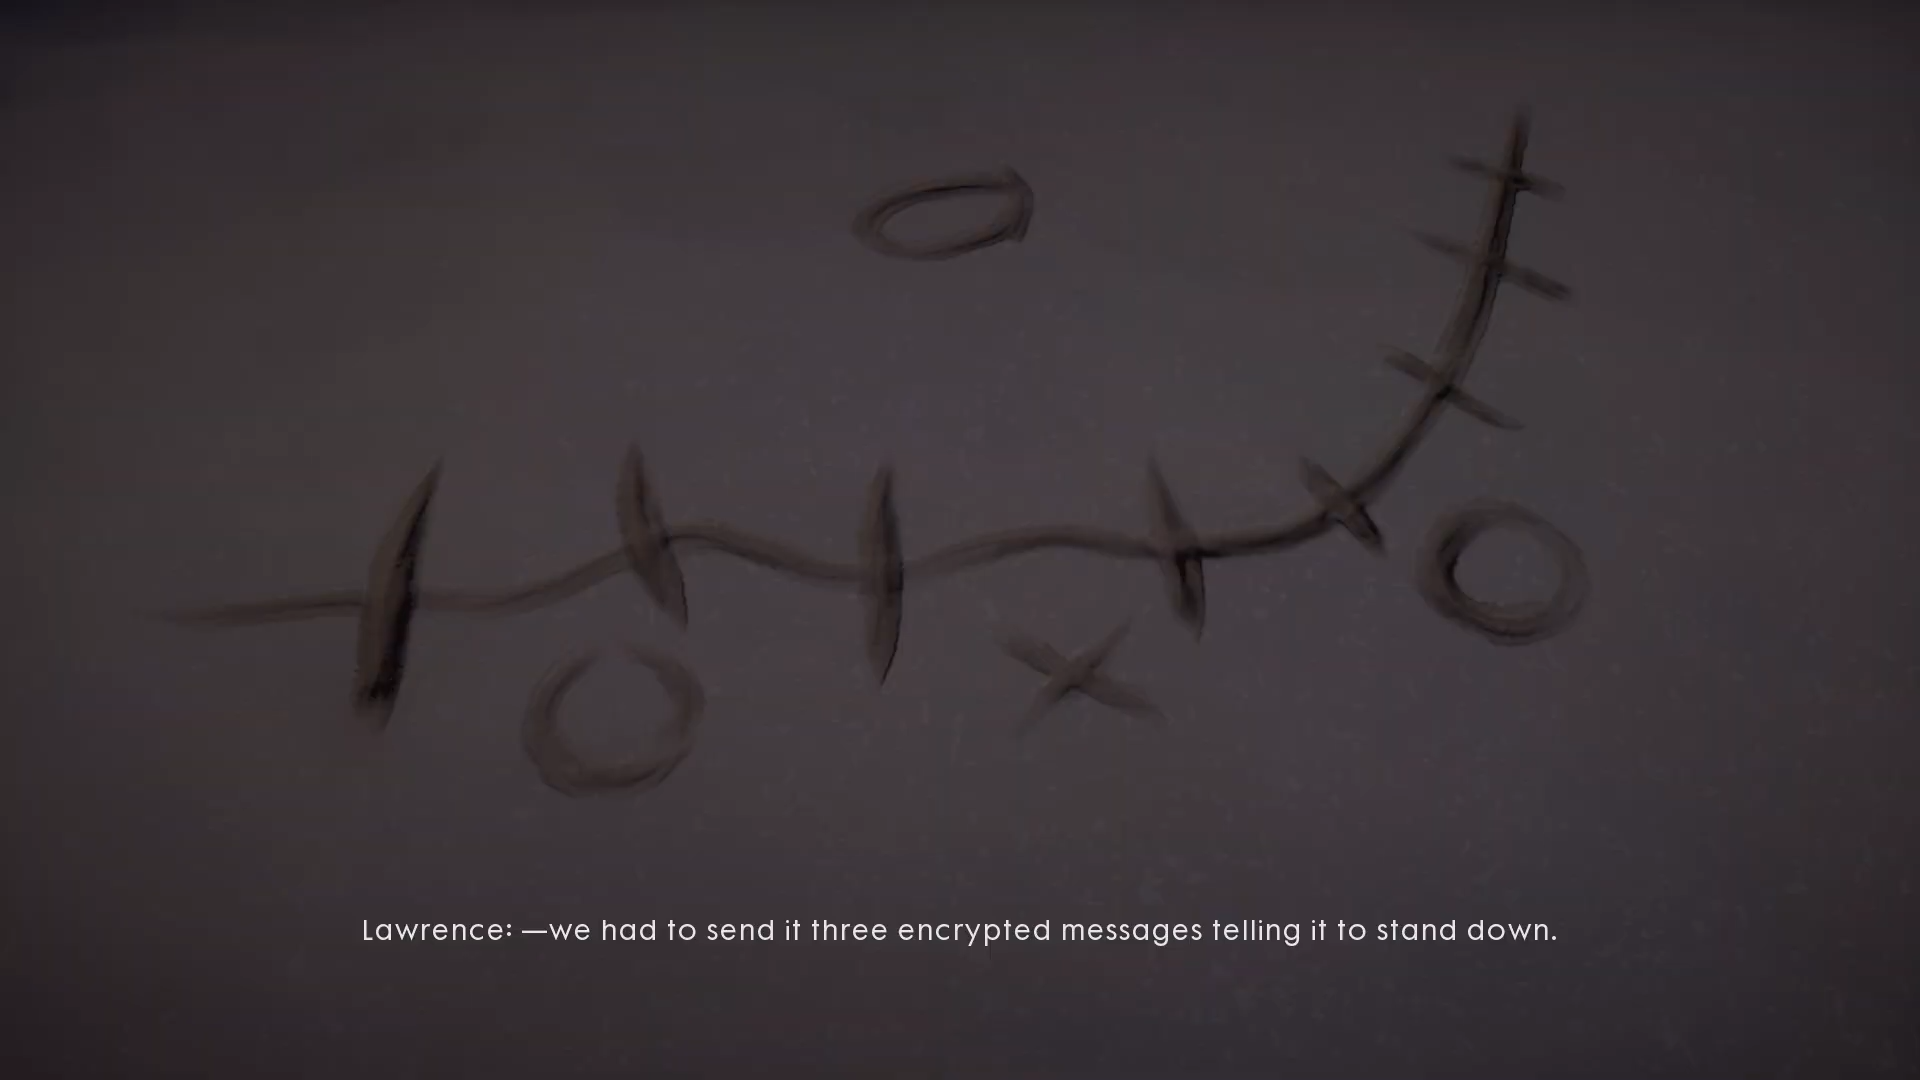 Lawrence: —we had to send it three encrypted messages telling it to stand down.